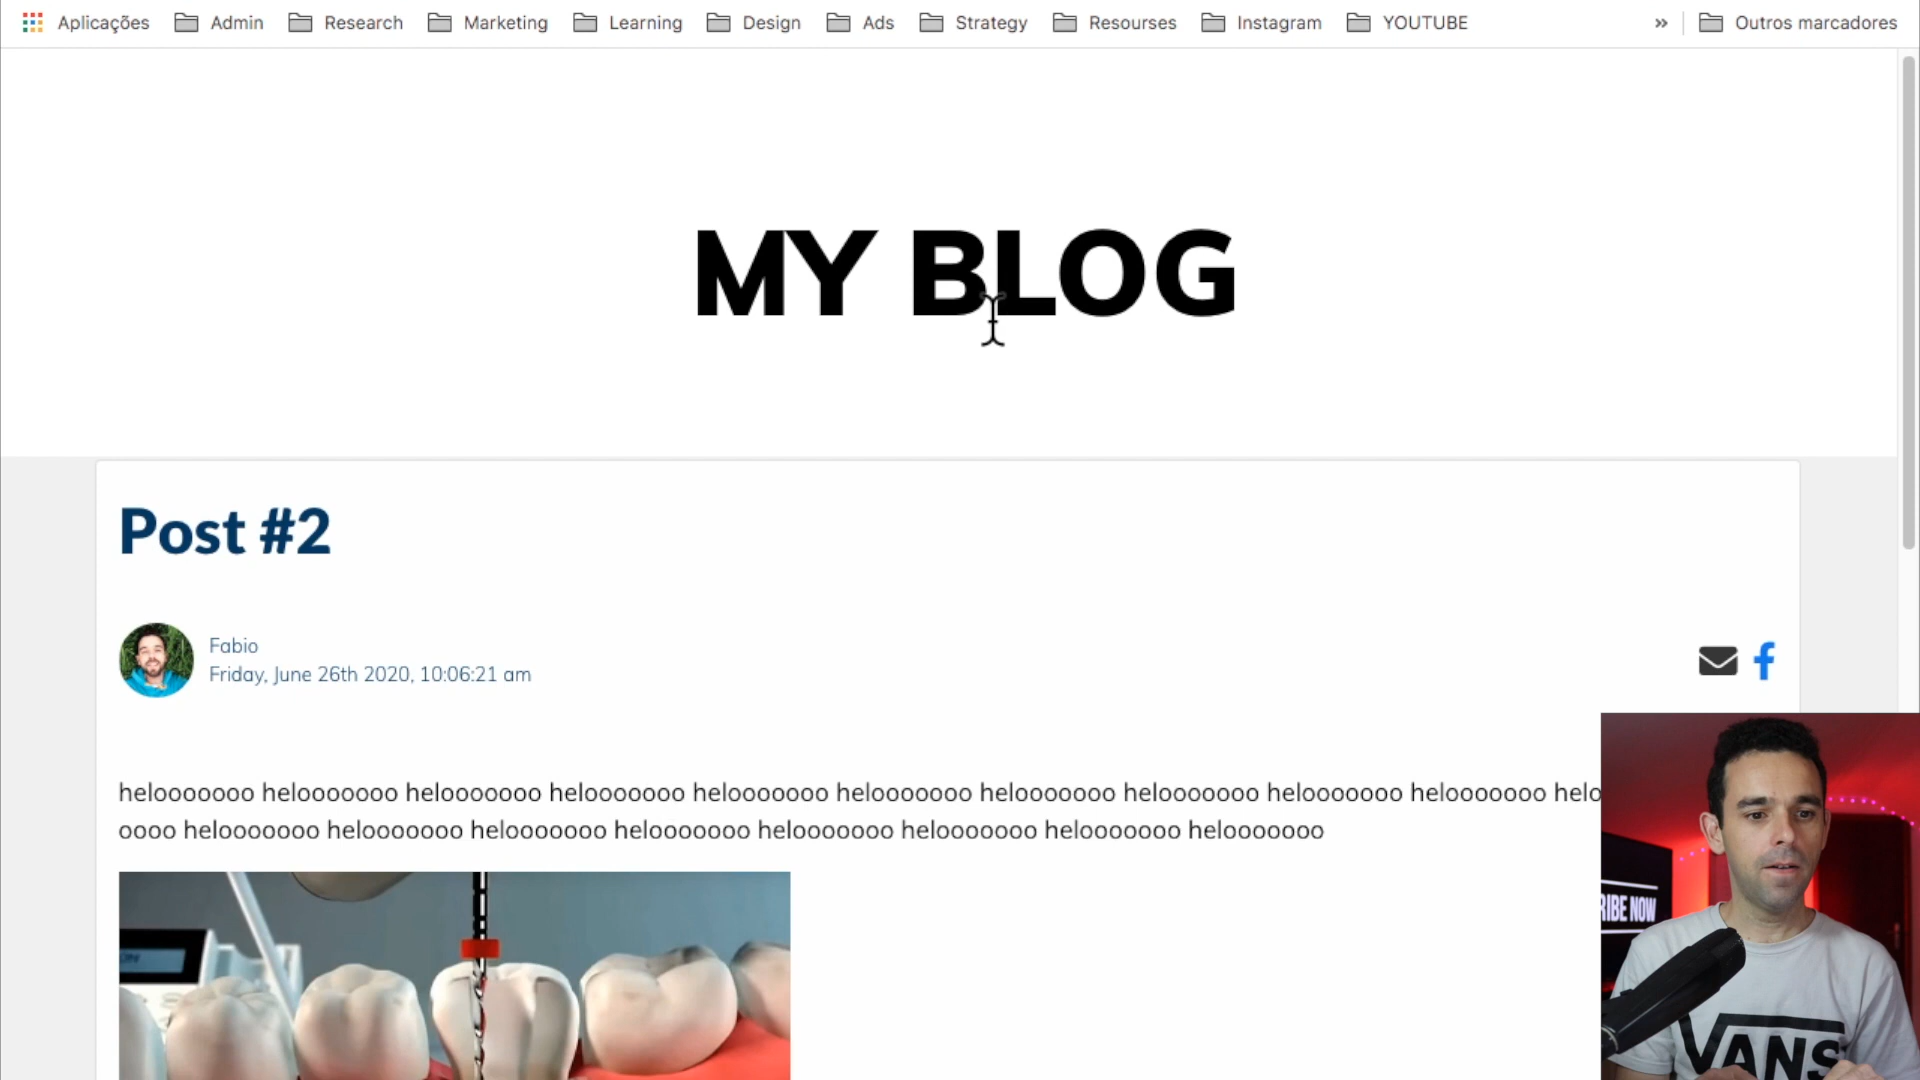 Aplicações Admin Research Marketing Learning Design Ads Strategy Resourses Instagram YOUTUBE » Outros marcadores
MY BLOG
Post #2
Fabio
Friday, June 26th 2020, 10:06:21 am
helooooooo helooooooo helooooooo helooooooo helooooooo helooooooo helooooooo helooooooo helooooooo helooooooo helo
oooo helooooooo helooooooo helooooooo helooooooo helooooooo helooooooo helooooooo helooooooo
RIBE NOW
VANS